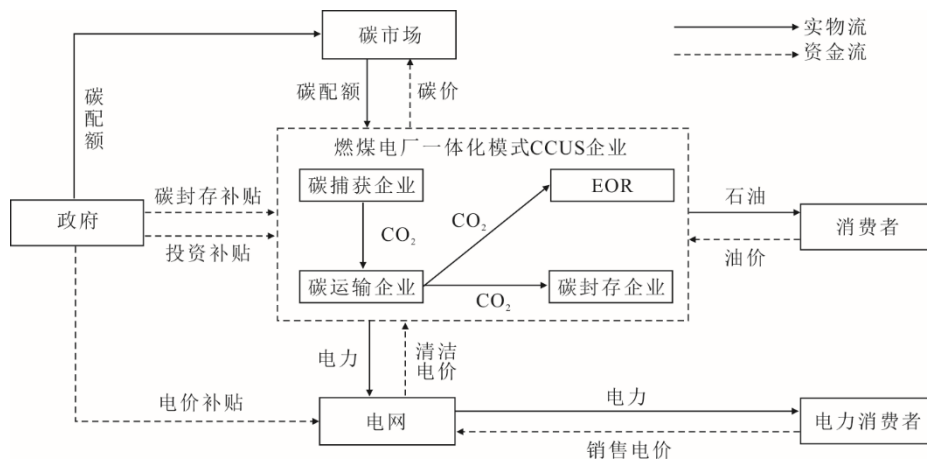 碳市场
实物流
资金流
碳配额
碳配额
碳价
燃煤电厂一体化模式CCUS企业
碳捕获企业
EOR
碳封存补贴
石油
政府
CO₂
CO₂
消费者
投资补贴
油价
碳运输企业
碳封存企业
CO₂
电力
清洁
电价
电价补贴
电力
电网
电力消费者
销售电价